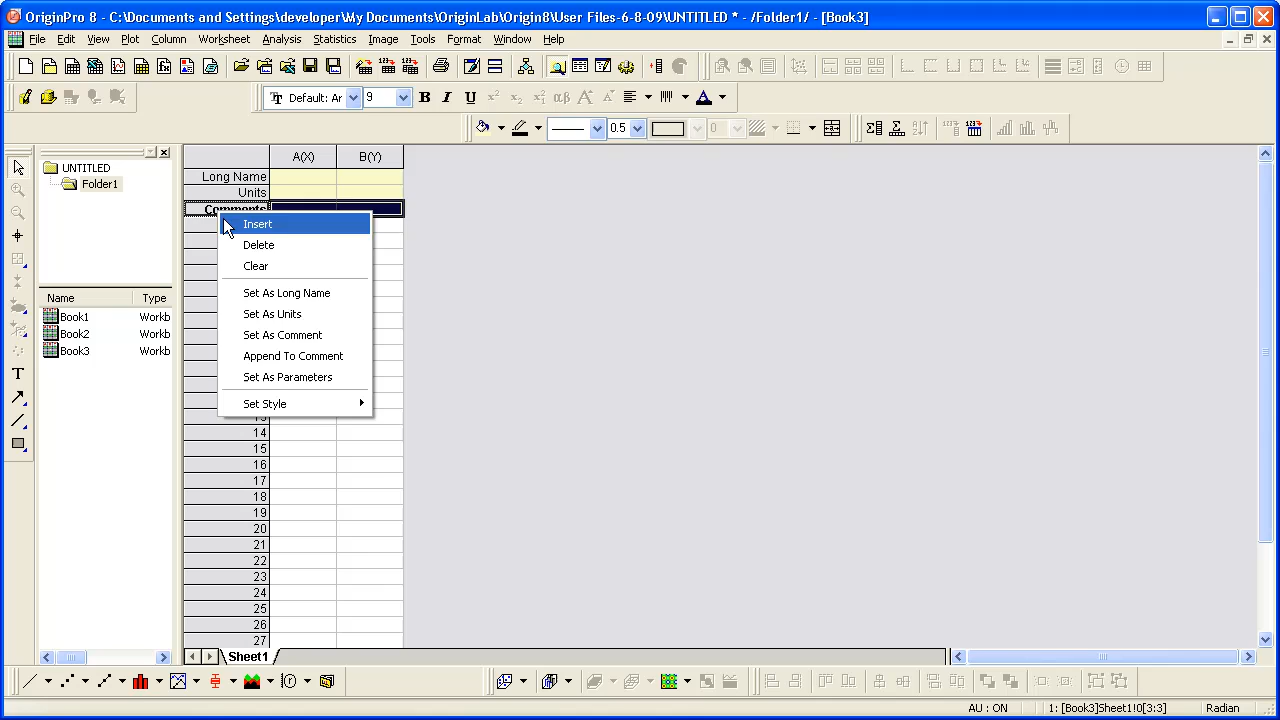 OriginPro 8 - C:\Documents and Settings\developer\My Documents\OriginLab\Origin8\User Files-6-8-09\UNTITLED * - /Folder1/ - [Book3]
File Edit View Plot Column Worksheet Analysis Statistics Image Tools Format Window Help
Default: Ar 9 B I U
0.5 0
UNTITLED
Folder1
Name Type
Book1 Workb
Book2 Workb
Book3 Workb
A(X) B(Y)
Long Name
Units
Comments
Insert
Delete
Clear
Set As Long Name
Set As Units
Set As Comment
Append To Comment
Set As Parameters
Set Style
13
14
15
16
17
18
19
20
21
22
23
24
25
26
27
Sheet1
AU : ON 1: [Book3]Sheet1!0[3:3] Radian